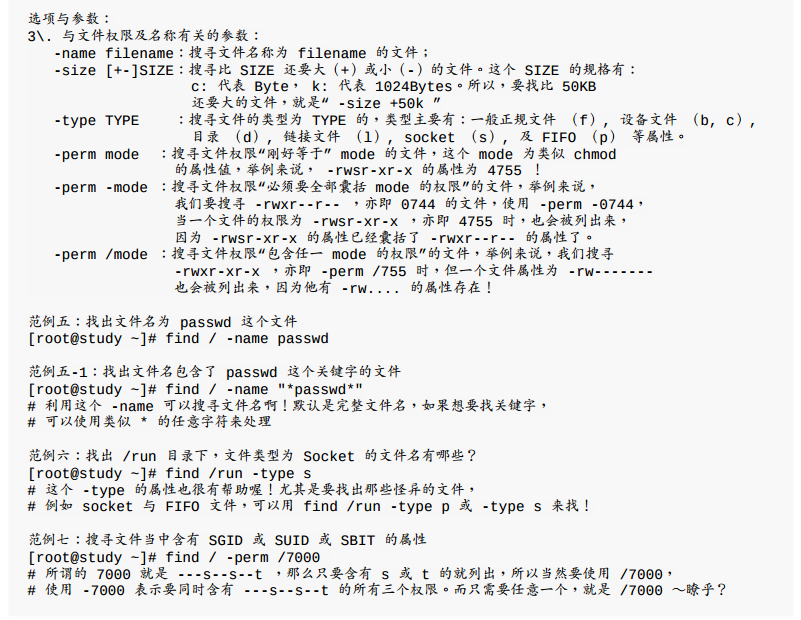 选项与参数：
3\. 与文件权限及名称有关的参数：
-name filename：搜寻文件名称为 filename 的文件；
-size [+-]SIZE：搜寻比 SIZE 还要大（+）或小（-）的文件。这个 SIZE 的规格有：
c: 代表 Byte， k: 代表 1024Bytes。所以，要找比 50KB
还要大的文件，就是“ -size +50k ”
-type TYPE ：搜寻文件的类型为 TYPE 的，类型主要有：一般正规文件 （f）, 设备文件 （b, c）,
目录 （d）, 链接文件 （l）, socket （s）, 及 FIFO （p） 等属性。
-perm mode ：搜寻文件权限“刚好等于” mode 的文件，这个 mode 为类似 chmod
的属性值，举例来说， -rwsr-xr-x 的属性为 4755 ！
-perm -mode ：搜寻文件权限“必须要全部囊括 mode 的权限”的文件，举例来说，
我们要搜寻 -rwxr--r-- ，亦即 0744 的文件，使用 -perm -0744，
当一个文件的权限为 -rwsr-xr-x ，亦即 4755 时，也会被列出来，
因为 -rwsr-xr-x 的属性已经囊括了 -rwxr--r-- 的属性了。
-perm /mode ：搜寻文件权限“包含任一 mode 的权限”的文件，举例来说，我们搜寻
-rwxr-xr-x ，亦即 -perm /755 时，但一个文件属性为 -rw-------
也会被列出来，因为他有 -rw.... 的属性存在！
范例五：找出文件名为 passwd 这个文件
[root@study ~]# find / -name passwd
范例五-1：找出文件名包含了 passwd 这个关键字的文件
[root@study ~]# find / -name "*passwd*"
# 利用这个 -name 可以搜寻文件名啊！默认是完整文件名，如果想要找关键字，
# 可以使用类似 * 的任意字符来处理
范例六：找出 /run 目录下，文件类型为 Socket 的文件名有哪些？
[root@study ~]# find /run -type s
# 这个 -type 的属性也很有帮助喔！尤其是要找出那些怪异的文件，
# 例如 socket 与 FIFO 文件，可以用 find /run -type p 或 -type s 来找！
范例七：搜寻文件当中含有 SGID 或 SUID 或 SBIT 的属性
[root@study ~]# find / -perm /7000
# 所谓的 7000 就是 ---s--s--t ，那么只要含有 s 或 t 的就列出，所以当然要使用 /7000，
# 使用 -7000 表示要同时含有 ---s--s--t 的所有三个权限。而只需要任意一个，就是 /7000 ～瞭乎？